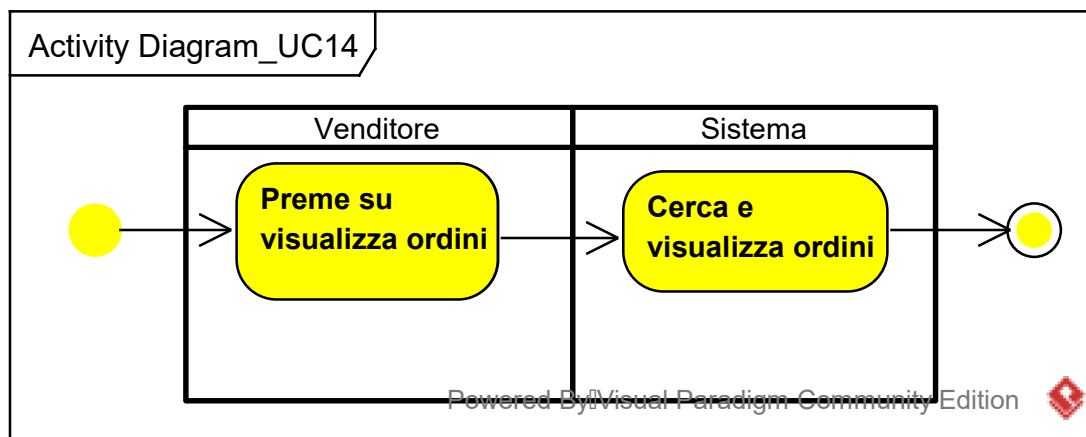 Activity Diagram_UC14
Venditore
Sistema
Preme su
visualizza ordini
Cerca e
visualizza ordini
Powered By Visual Paradigm Community Edition